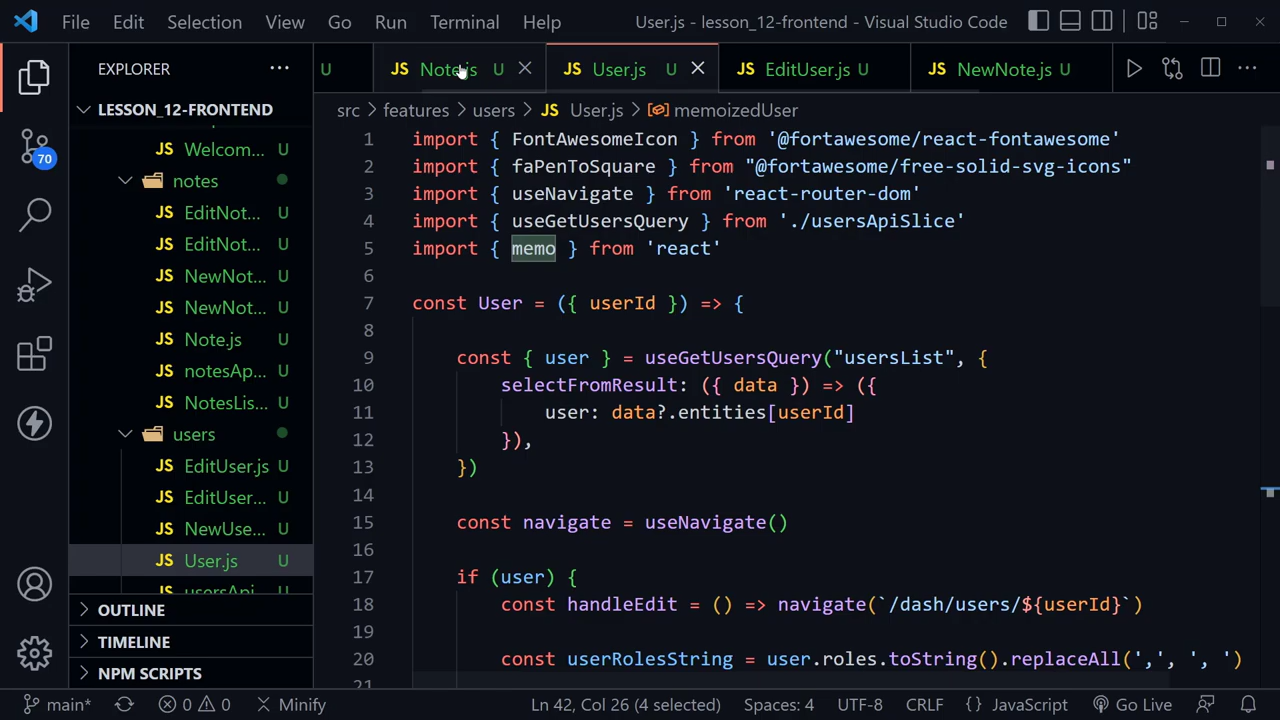 File Edit Selection View Go Run Terminal Help User.js - lesson_12-frontend - Visual Studio Code
EXPLORER
LESSON_12-FRONTEND
JS Welcom... U
notes
JS EditNot... U
JS EditNot... U
JS NewNot... U
JS NewNot... U
JS Note.js U
JS notesAp... U
JS NotesLis... U
users
JS EditUser.js U
JS EditUser... U
JS NewUse... U
JS User.js U
JS usersApi... U
OUTLINE
TIMELINE
NPM SCRIPTS
70
U JS Note.js U JS User.js U JS EditUser.js U JS NewNote.js U
src > features > users > JS User.js > memoizedUser
1 import { FontAwesomeIcon } from '@fortawesome/react-fontawesome'
2 import { faPenToSquare } from "@fortawesome/free-solid-svg-icons"
3 import { useNavigate } from 'react-router-dom'
4 import { useGetUsersQuery } from './usersApiSlice'
5 import { memo } from 'react'
6
7 const User = ({ userId }) => {
8
9 const { user } = useGetUsersQuery("usersList", {
10 selectFromResult: ({ data }) => ({
11 user: data?.entities[userId]
12 }),
13 })
14
15 const navigate = useNavigate()
16
17 if (user) {
18 const handleEdit = () => navigate(`/dash/users/${userId}`)
19
20 const userRolesString = user.roles.toString().replaceAll(',', ', ')
21
main* 0 0 Minify Ln 42, Col 26 (4 selected) Spaces: 4 UTF-8 CRLF {} JavaScript Go Live